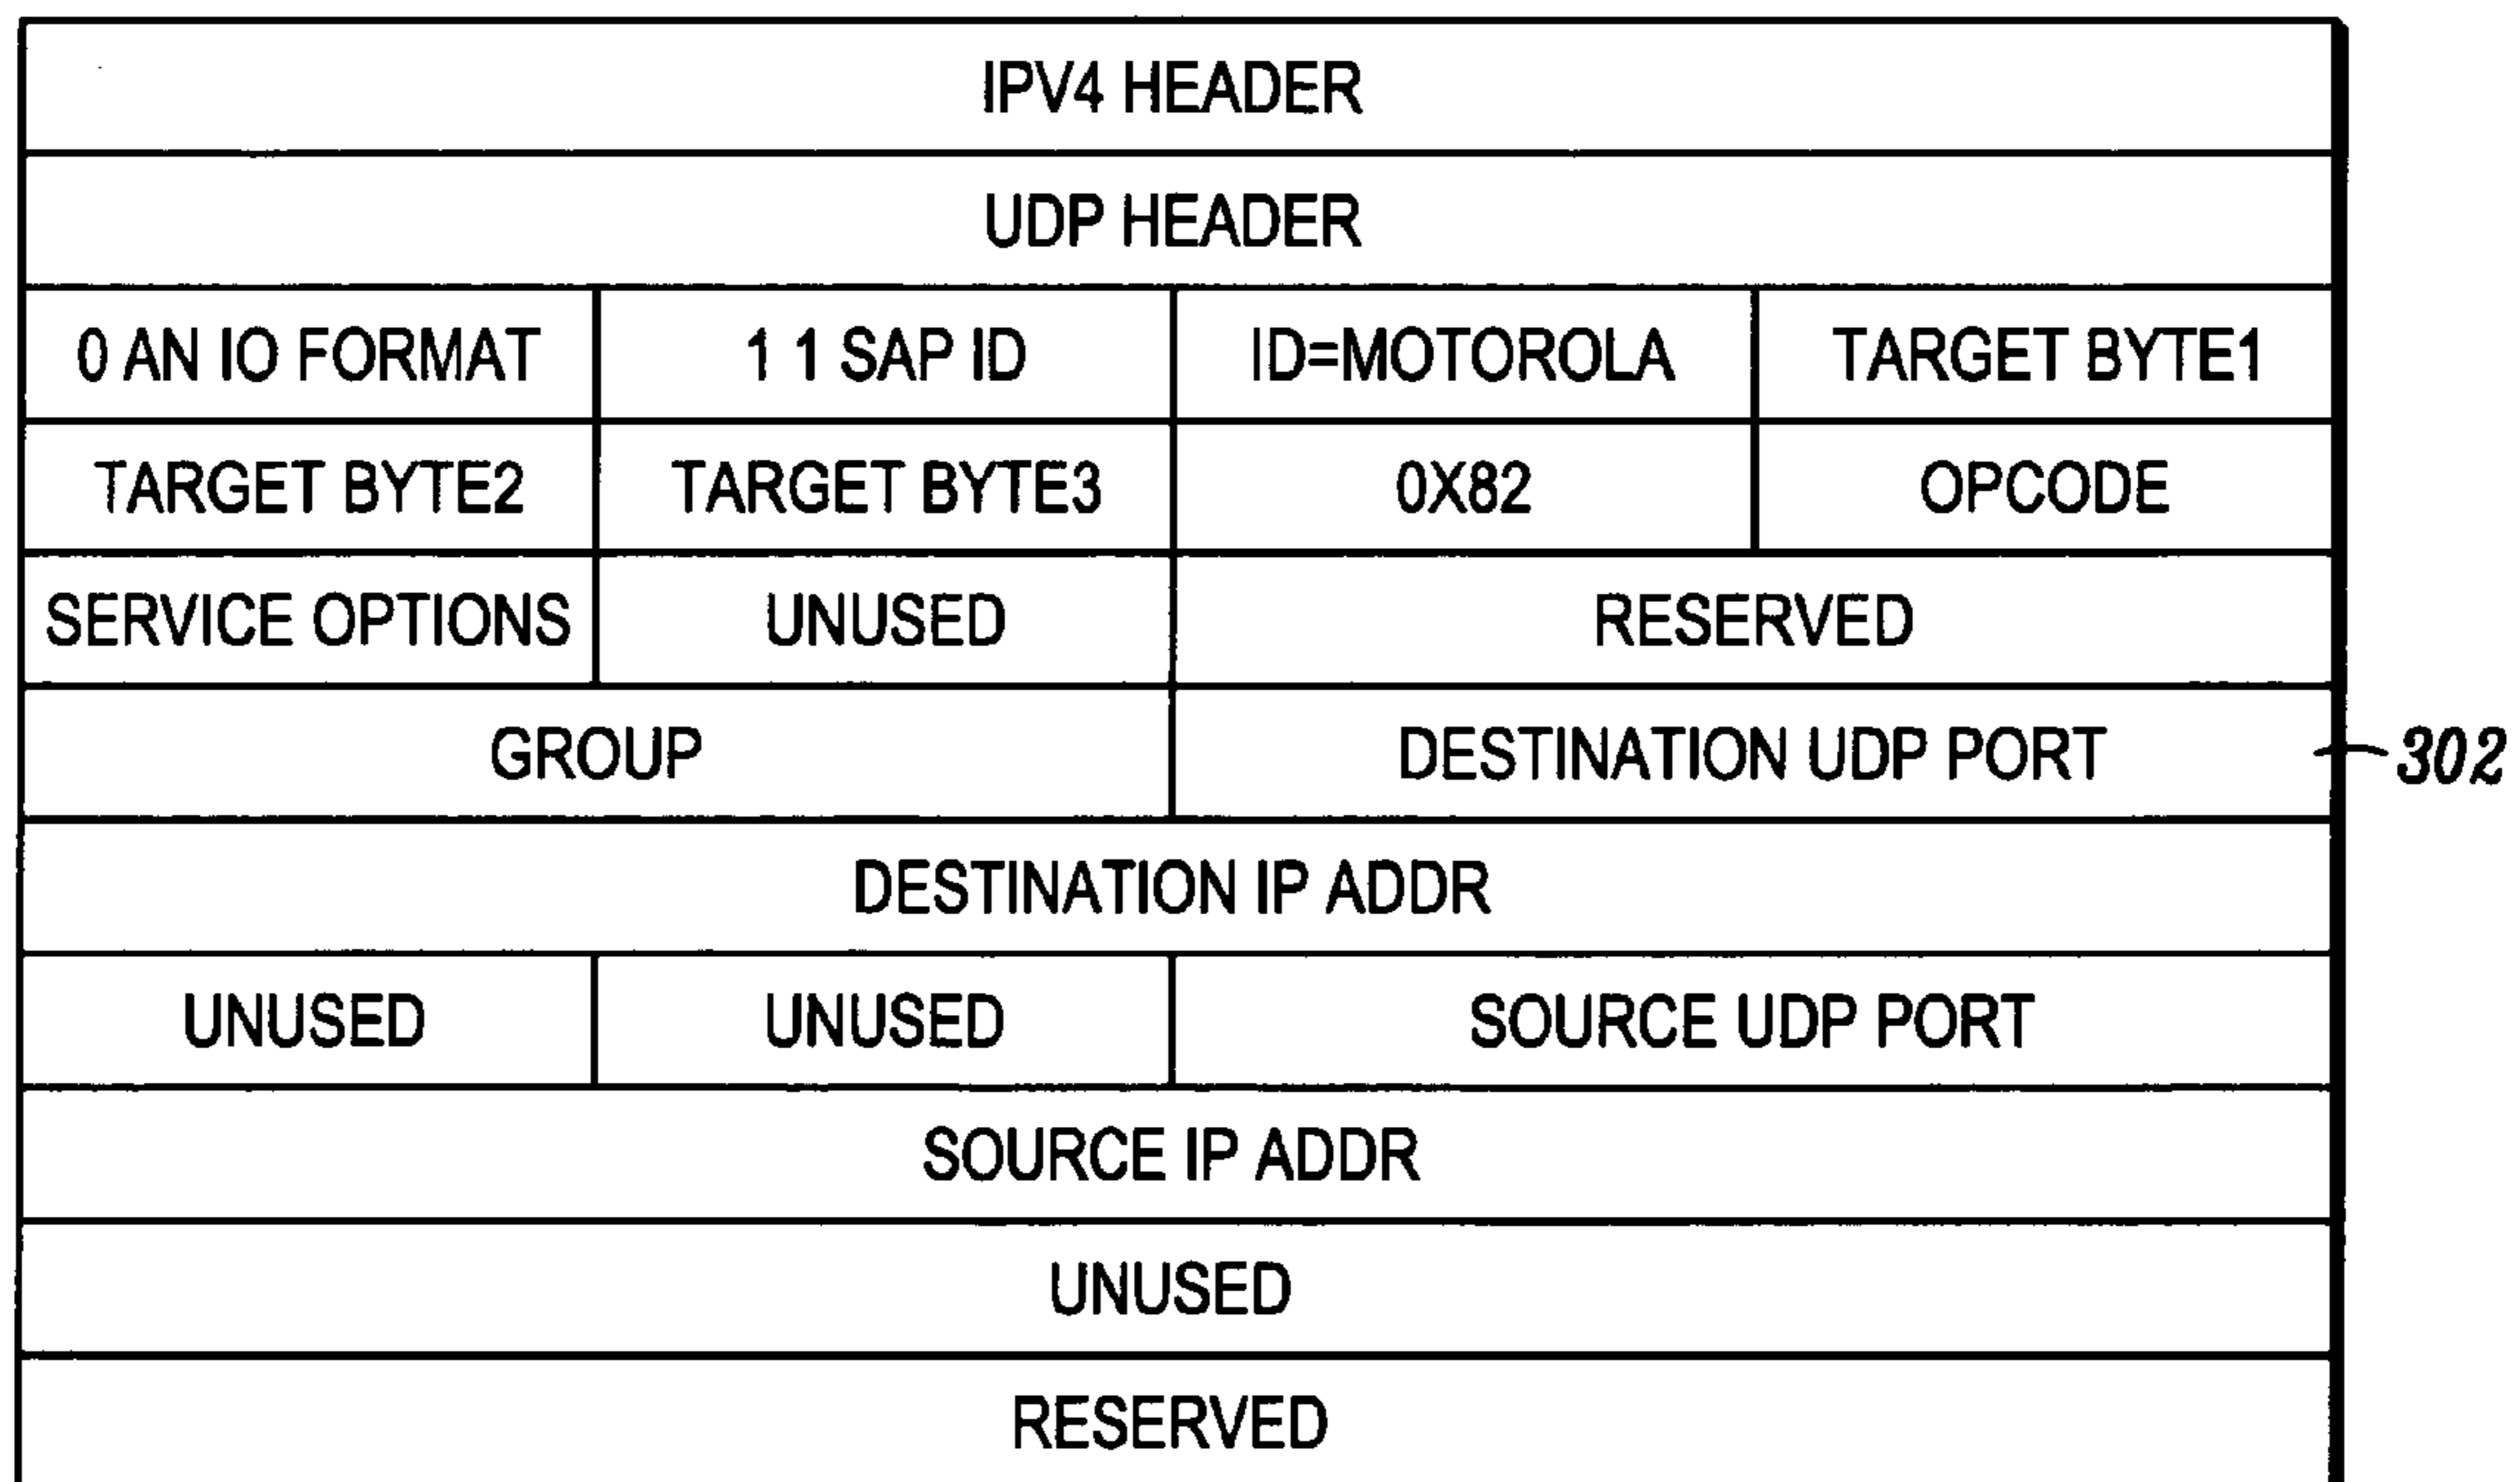 IPV4 HEADER
UDP HEADER
0 AN IO FORMAT 1 1 SAP ID ID=MOTOROLA TARGET BYTE1
TARGET BYTE2 TARGET BYTE3 0X82 OPCODE
SERVICE OPTIONS UNUSED RESERVED
GROUP DESTINATION UDP PORT 302
DESTINATION IP ADDR
UNUSED UNUSED SOURCE UDP PORT
SOURCE IP ADDR
UNUSED
RESERVED